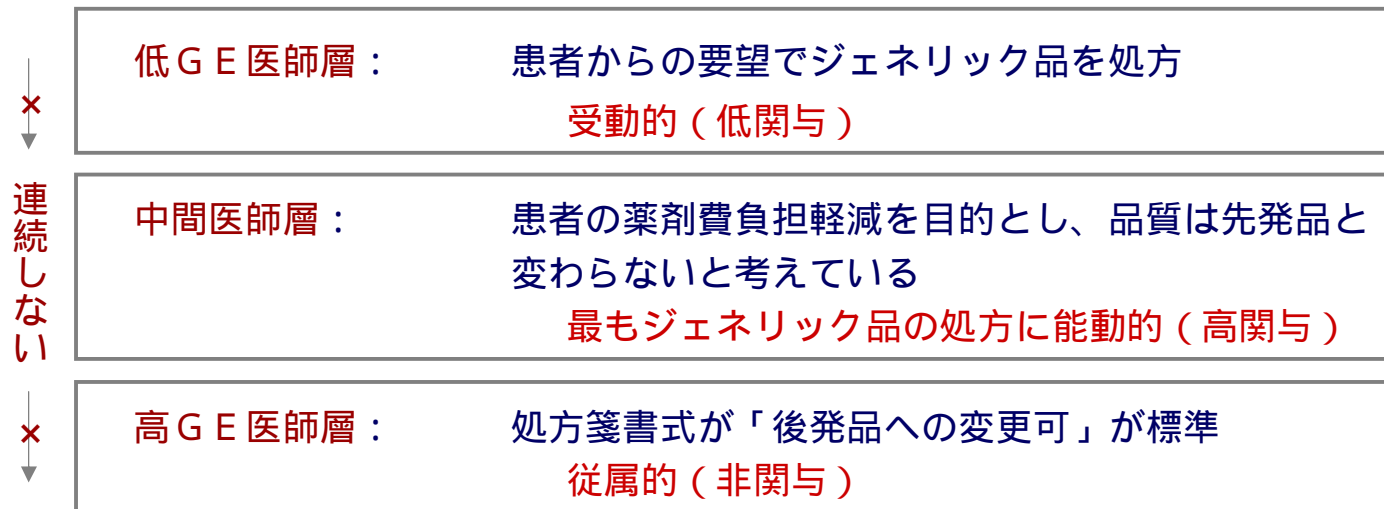 低ＧＥ医師層： 患者からの要望でジェネリック品を処方
受動的（低関与）
×
連続しない
中間医師層： 患者の薬剤費負担軽減を目的とし、品質は先発品と
変わらないと考えている
最もジェネリック品の処方に能動的（高関与）
×
高ＧＥ医師層： 処方箋書式が「後発品への変更可」が標準
従属的（非関与）